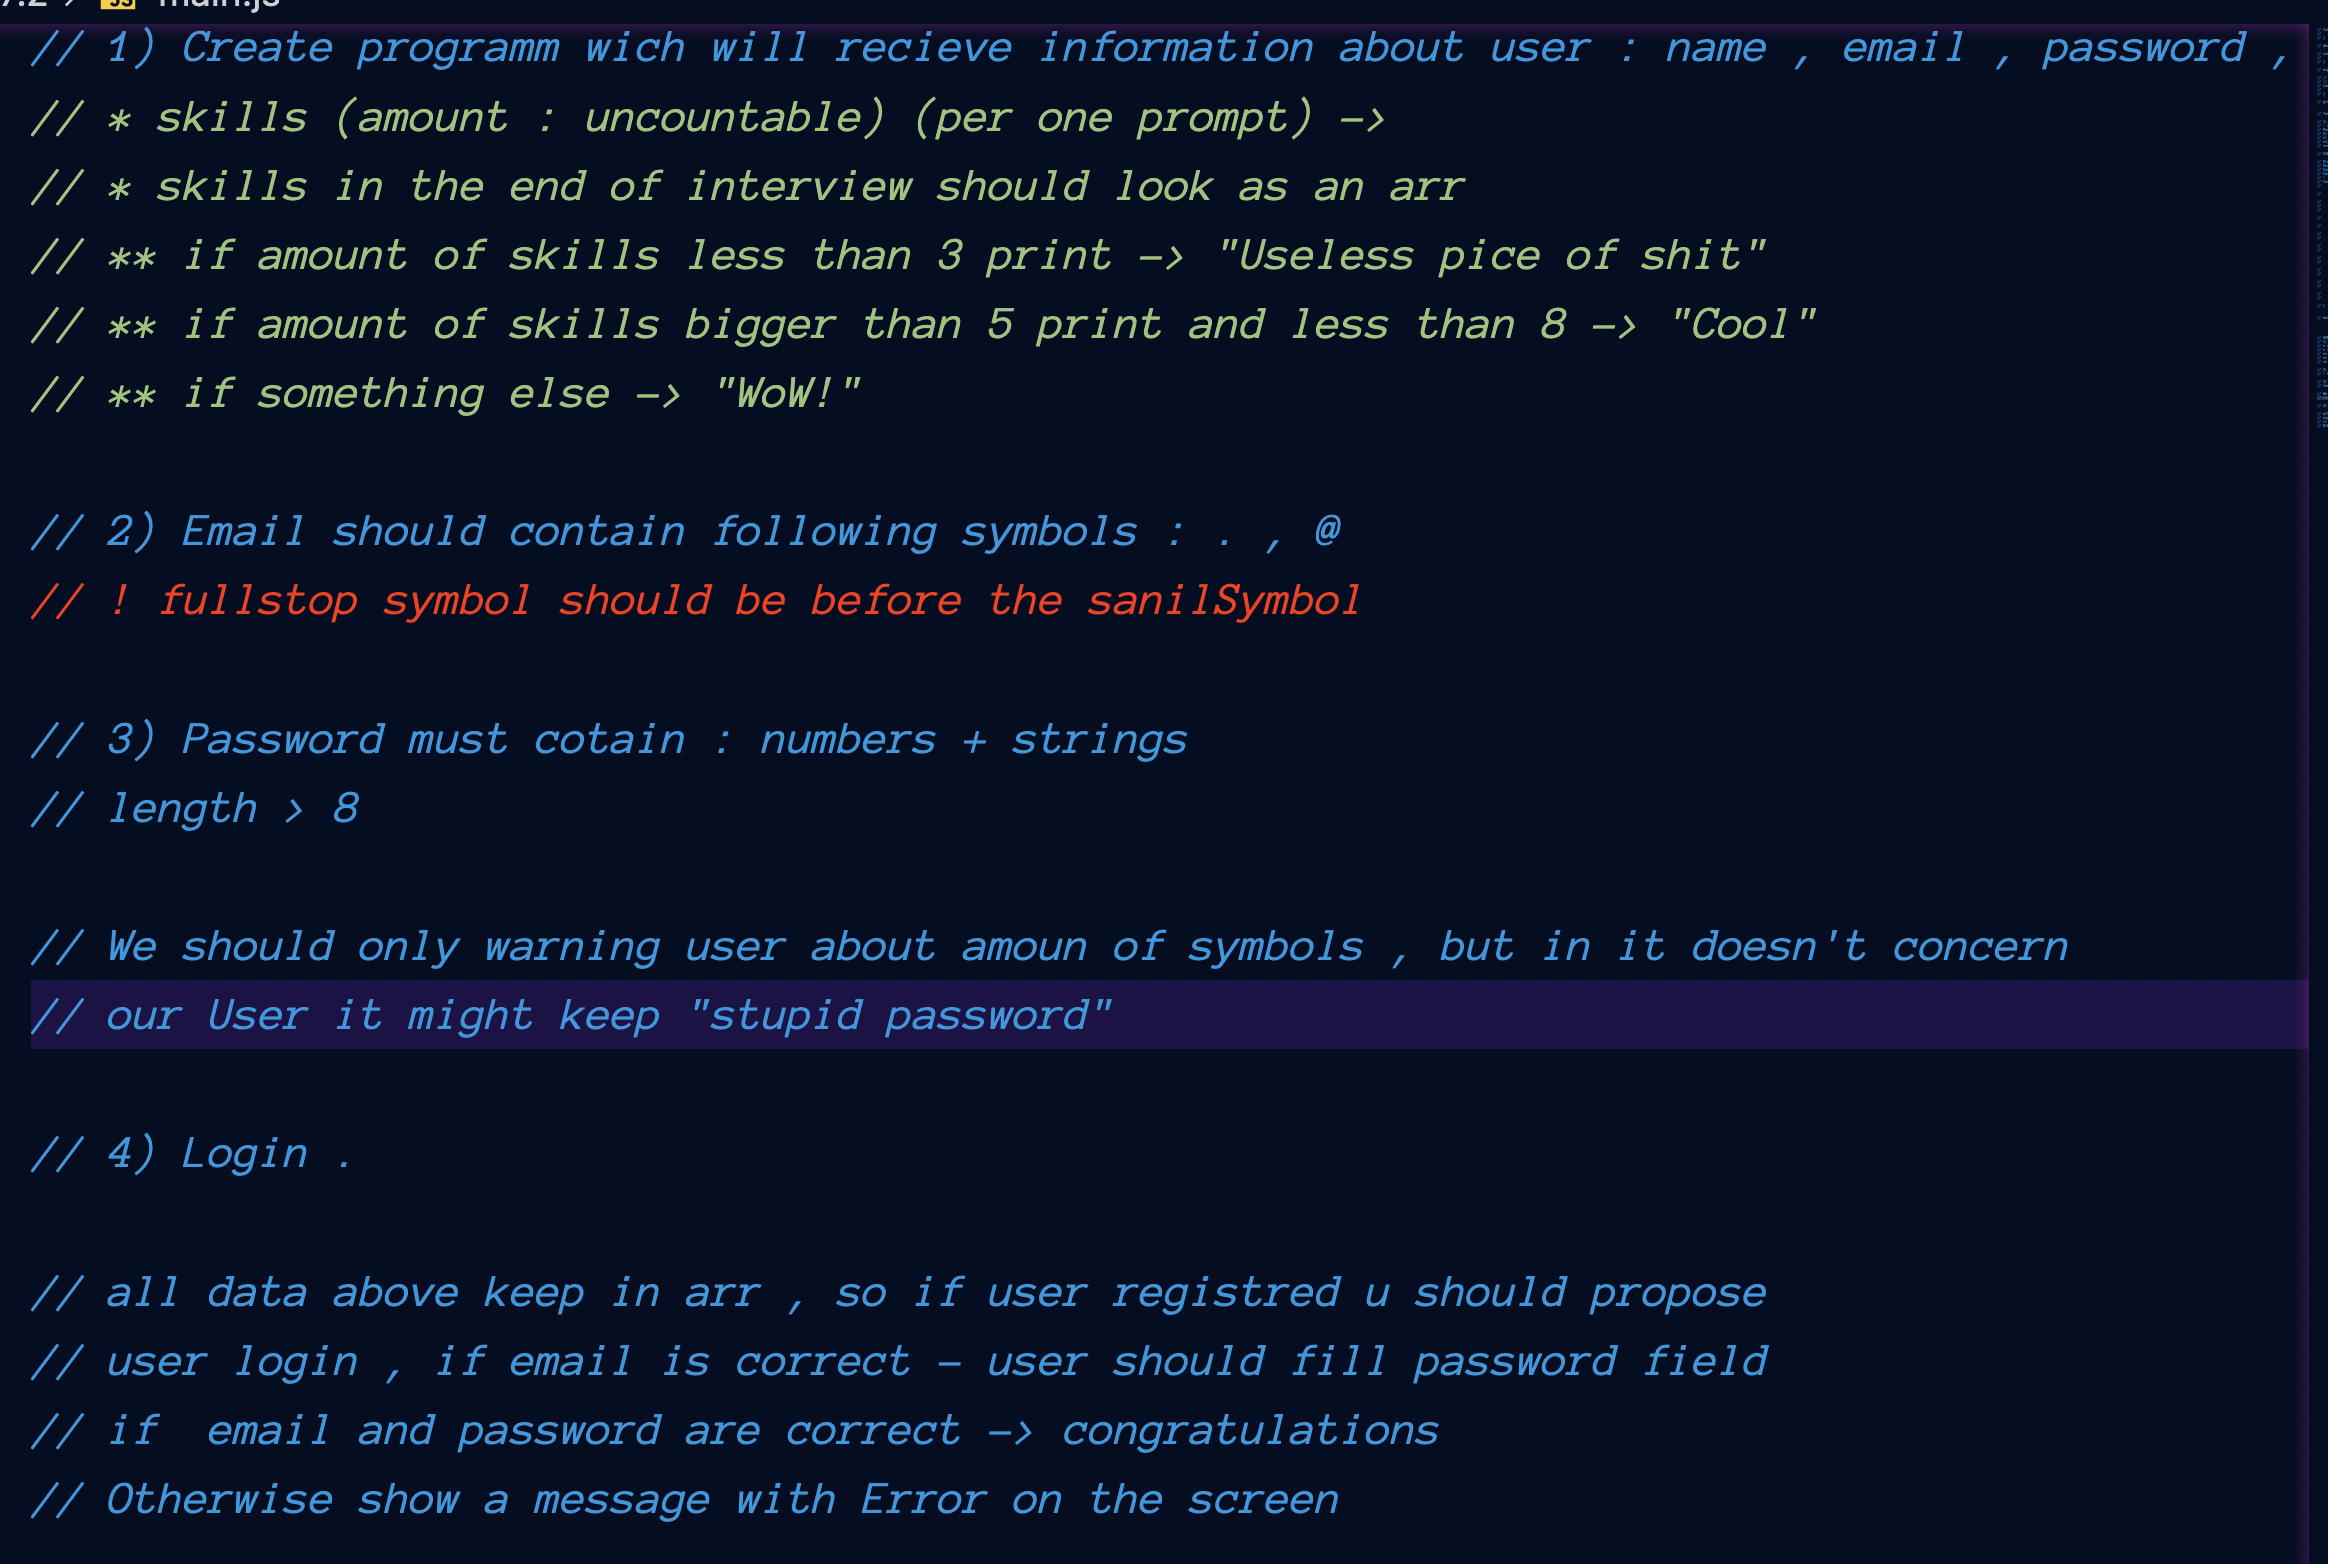 7.2 > JS main.js
// 1) Create programm wich will recieve information about user : name , email , password ,
// * skills (amount : uncountable) (per one prompt) ->
// * skills in the end of interview should look as an arr
// ** if amount of skills less than 3 print -> "Useless pice of shit"
// ** if amount of skills bigger than 5 print and less than 8 -> "Cool"
// ** if something else -> "WoW!"
// 2) Email should contain following symbols : . , @
// ! fullstop symbol should be before the sanilSymbol
// 3) Password must cotain : numbers + strings
// length > 8
// We should only warning user about amoun of symbols , but in it doesn't concern
// our User it might keep "stupid password"
// 4) Login .
// all data above keep in arr , so if user registred u should propose
// user login , if email is correct - user should fill password field
// if  email and password are correct -> congratulations
// Otherwise show a message with Error on the screen